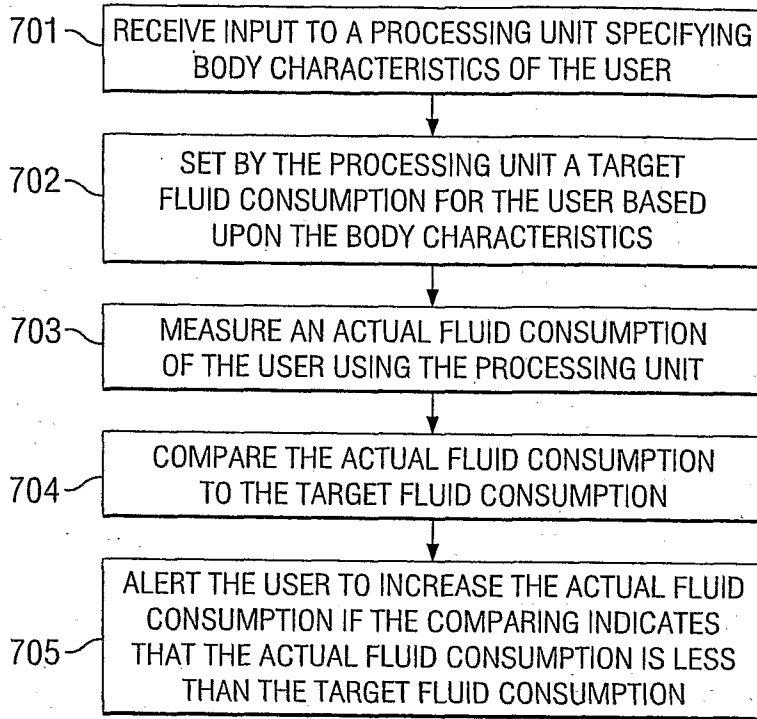 701
RECEIVE INPUT TO A PROCESSING UNIT SPECIFYING
BODY CHARACTERISTICS OF THE USER
702
SET BY THE PROCESSING UNIT A TARGET
FLUID CONSUMPTION FOR THE USER BASED
UPON THE BODY CHARACTERISTICS
703
MEASURE AN ACTUAL FLUID CONSUMPTION
OF THE USER USING THE PROCESSING UNIT
704
COMPARE THE ACTUAL FLUID CONSUMPTION
TO THE TARGET FLUID CONSUMPTION
705
ALERT THE USER TO INCREASE THE ACTUAL FLUID
CONSUMPTION IF THE COMPARING INDICATES
THAT THE ACTUAL FLUID CONSUMPTION IS LESS
THAN THE TARGET FLUID CONSUMPTION